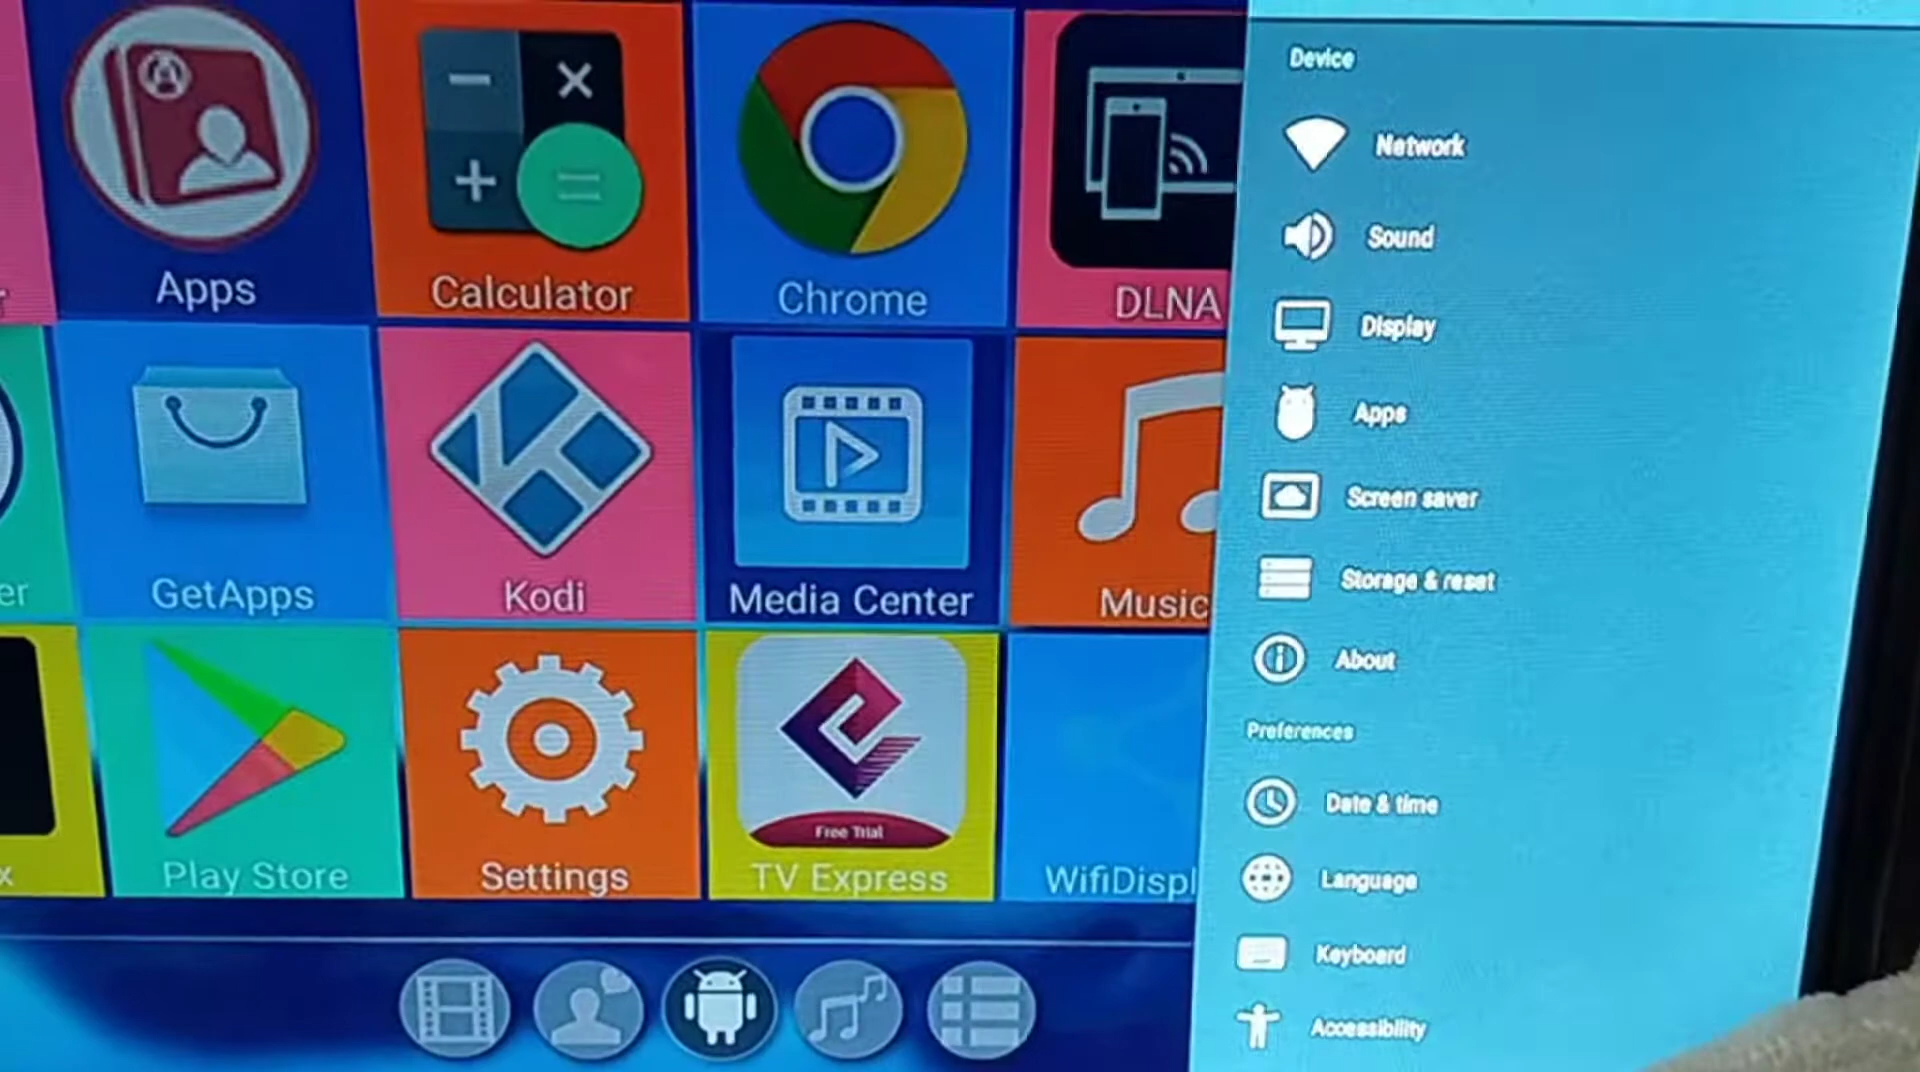 Apps
Calculator
Chrome
DLNA
er
GetApps
Kodi
Media Center
Music
x
Play Store
Settings
Free Trial
TV Express
WifiDispl
Device
Network
Sound
Display
Apps
Screen saver
Storage & reset
About
Preferences
Date & time
Language
Keyboard
Accessibility